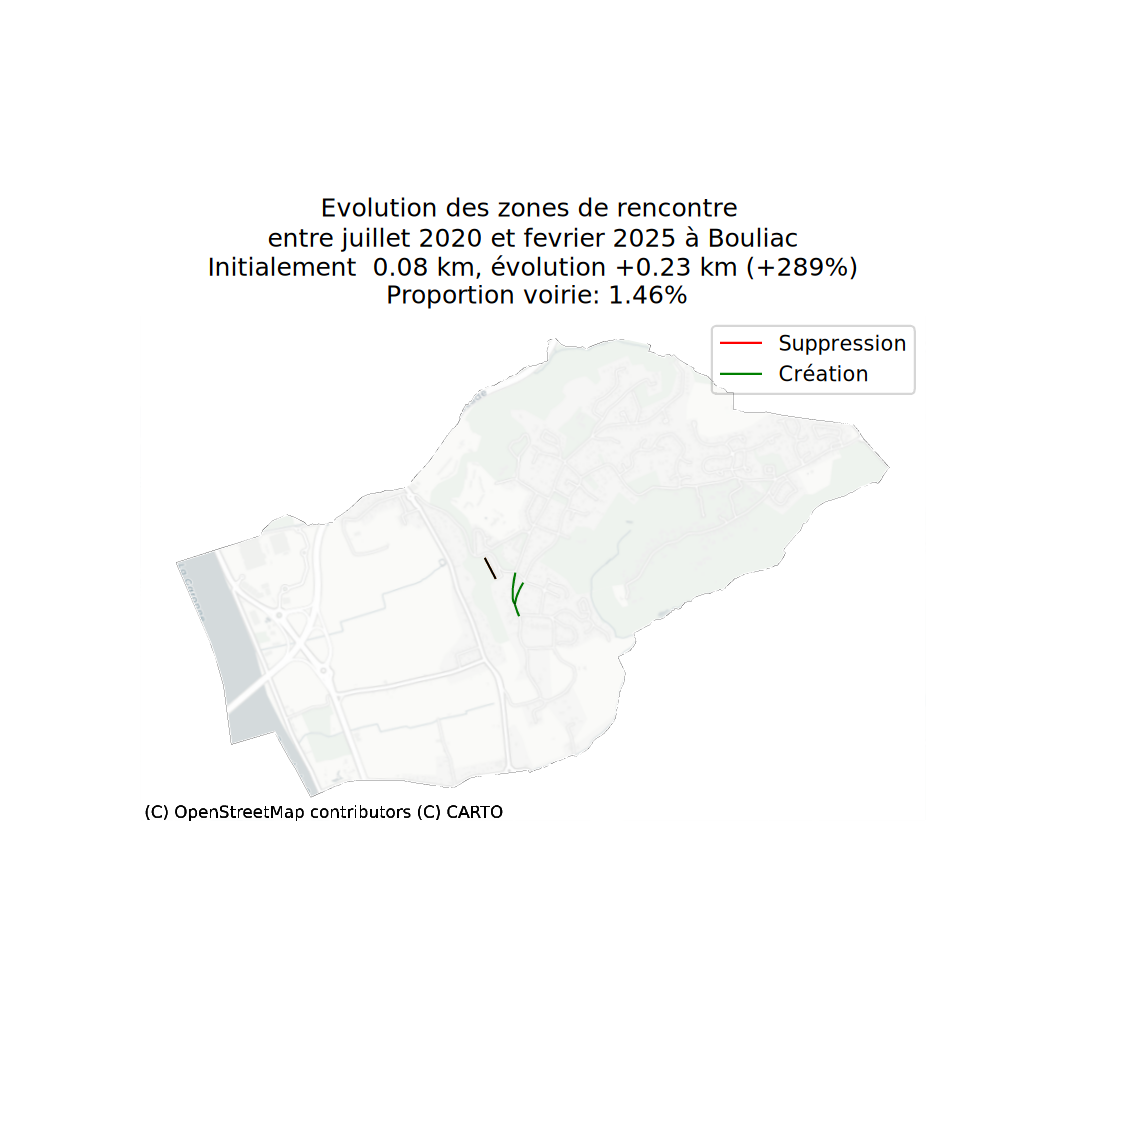 Evolution des zones de rencontre
entre juillet 2020 et fevrier 2025 à Bouliac
Initialement  0.08 km, évolution +0.23 km (+289%)
Proportion voirie: 1.46%
Suppression
Création
(C) OpenStreetMap contributors (C) CARTO